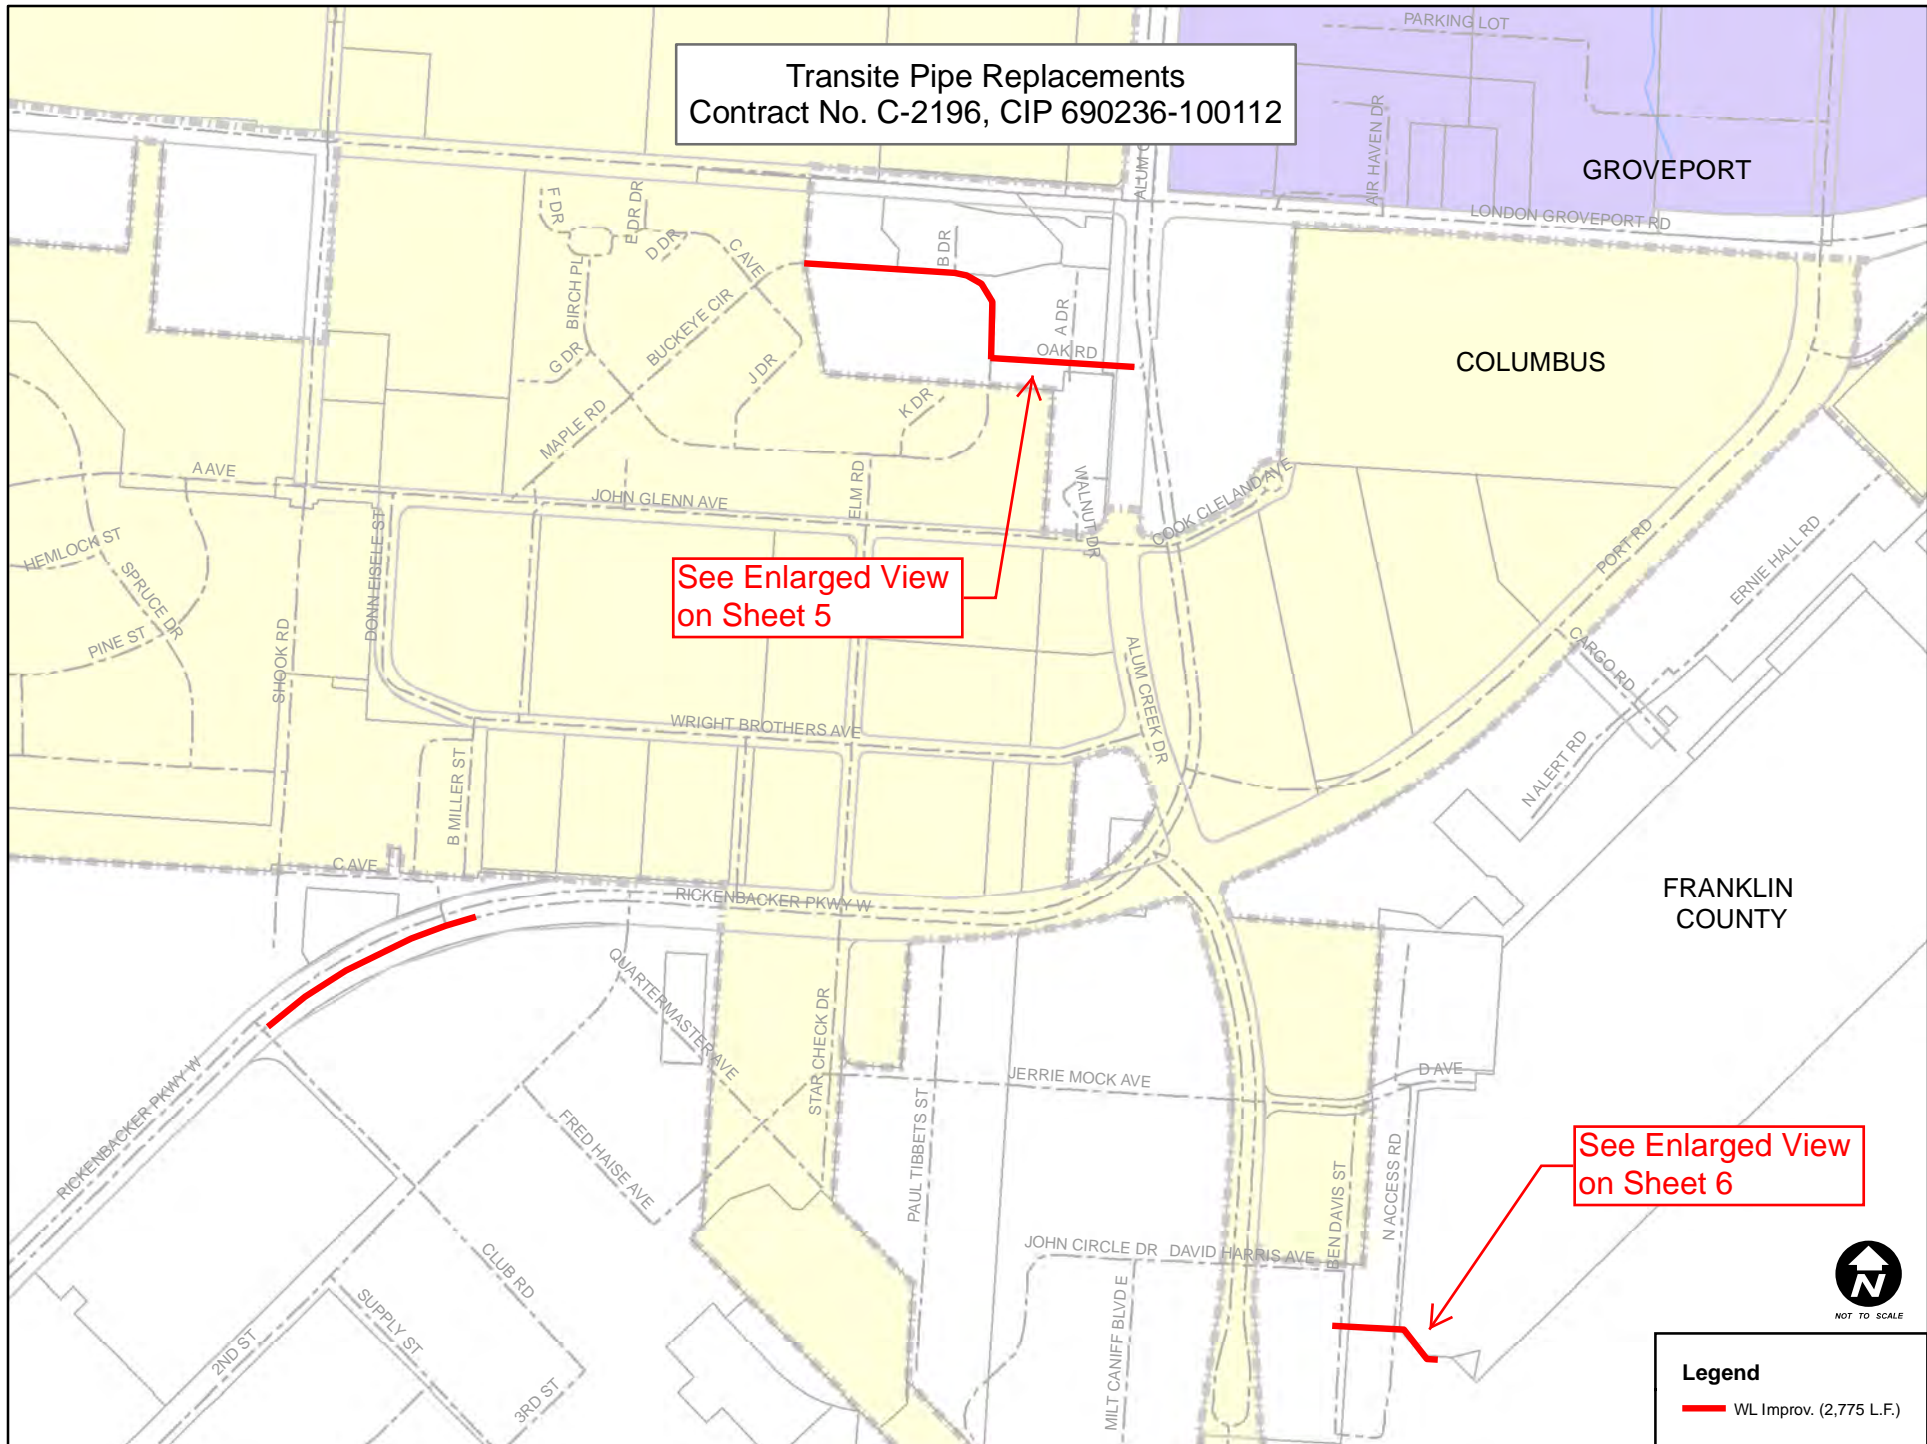 Transite Pipe Replacements
Contract No. C-2196, CIP 690236-100112
PARKING LOT
AIR HAVEN DR
GROVEPORT
LONDON GROVEPORT RD
ALUM C
F DR
E DR DR
D DR
C AVE
B DR
A DR
OAK RD
BIRCH PL
BUCKEYE CIR
G DR
J DR
K DR
MAPLE RD
COLUMBUS
A AVE
JOHN GLENN AVE
ELM RD
WALNUT DR
COOK CLELAND AVE
HEMLOCK ST
SPRUCE DR
PINE ST
SHOOK RD
DONN EISELE ST
See Enlarged View
on Sheet 5
PORT RD
ERNIE HALL RD
CARGO RD
N ALERT RD
ALUM CREEK DR
WRIGHT BROTHERS AVE
B MILLER ST
C AVE
RICKENBACKER PKWY W
FRANKLIN
COUNTY
QUARTERMASTER AVE
STAR CHECK DR
RICKENBACKER PKWY W
FRED HAISE AVE
PAUL TIBBETS ST
JERRIE MOCK AVE
D AVE
N ACCESS RD
BEN DAVIS ST
See Enlarged View
on Sheet 6
JOHN CIRCLE DR
DAVID HARRIS AVE
MILT CANIFF BLVD E
CLUB RD
SUPPLY ST
2ND ST
3RD ST
N
NOT TO SCALE
Legend
WL Improv. (2,775 L.F.)